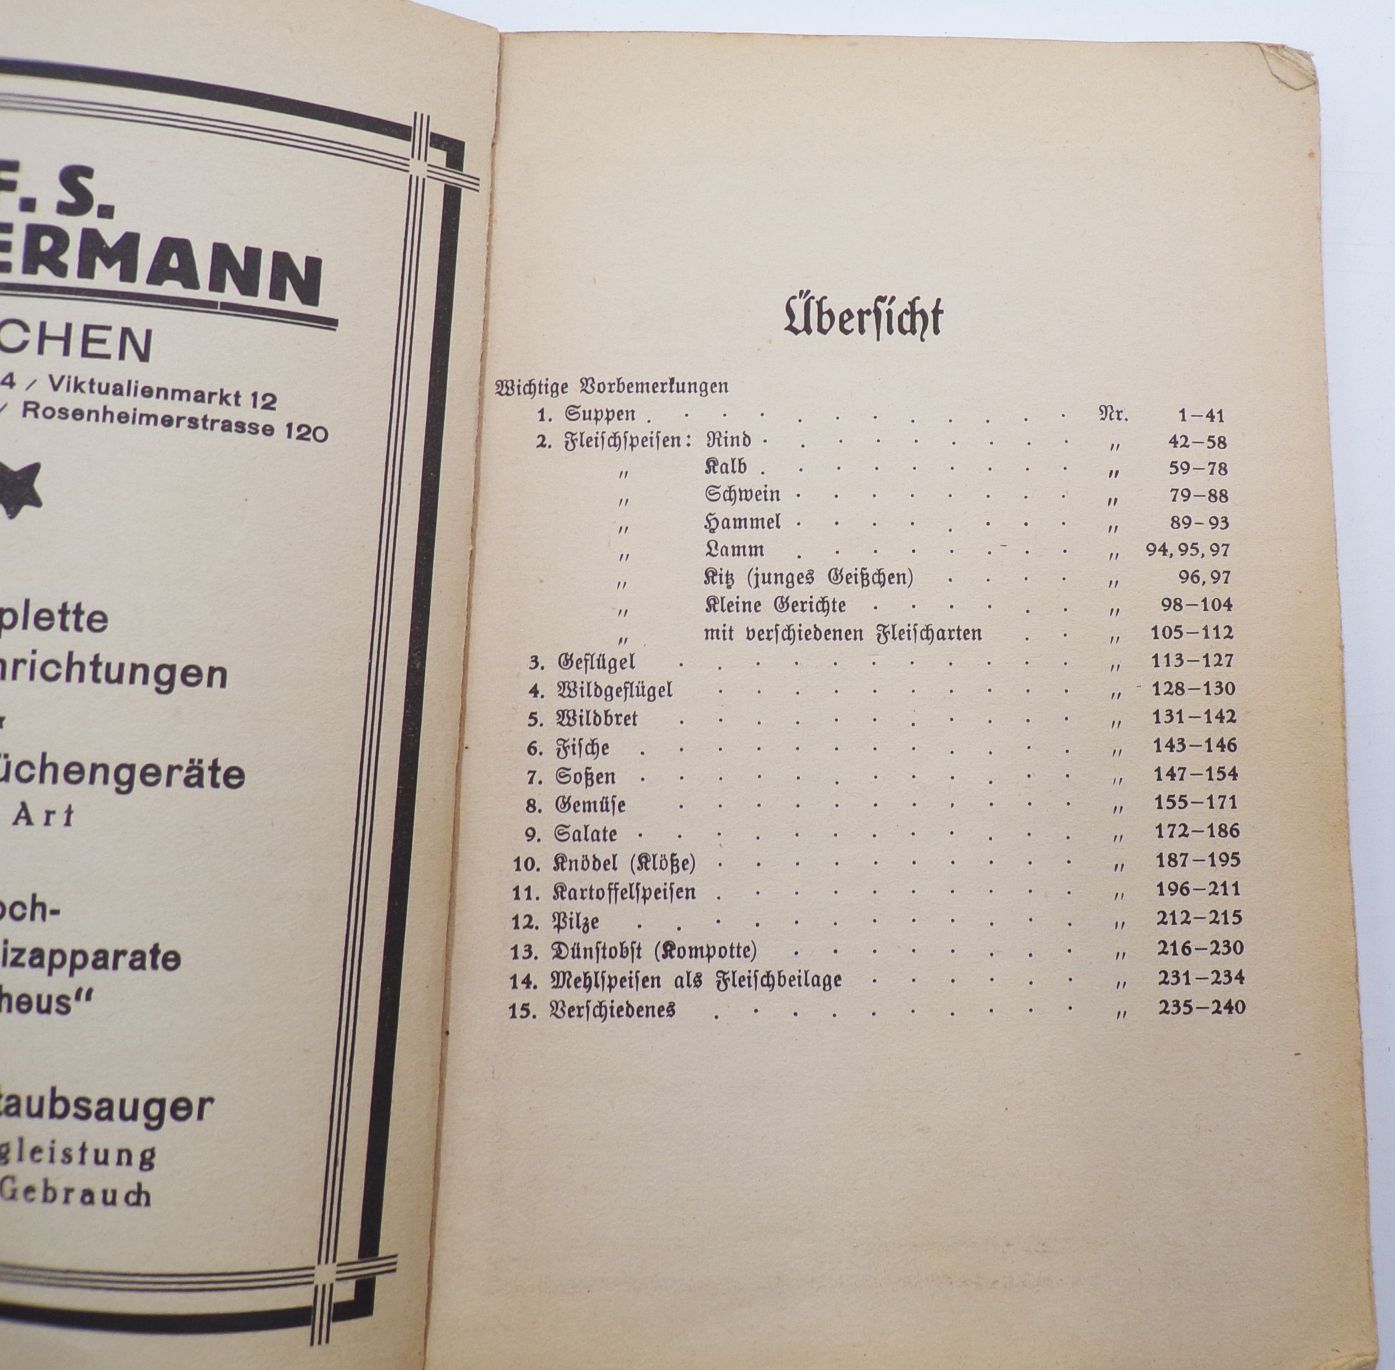 F. S.
ERMANN
CHEN
4 / Viktualienmarkt 12
/ Rosenheimerstrasse 120
plette
nrichtungen
r
üchengeräte
Art
och-
izapparate
heus“
taubsauger
gleistung
Gebrauch
Übersicht
Wichtige Vorbemerkungen
1. Suppen . . . . . . . . . . Nr. 1–41
2. Fleischspeisen: Rind . . . . . . . . . „ 42–58
„ Kalb . . . . . . . . . „ 59–78
„ Schwein . . . . . . . . „ 79–88
„ Hammel . . . . . . . . „ 89–93
„ Lamm . . . . . . . . „ 94, 95, 97
„ Kitz (junges Geißchen) . . . . „ 96, 97
„ Kleine Gerichte . . . . . . „ 98–104
„ mit verschiedenen Fleischarten . . „ 105–112
3. Geflügel . . . . . . . . . . . „ 113–127
4. Wildgeflügel . . . . . . . . . . „ 128–130
5. Wildbret . . . . . . . . . . . „ 131–142
6. Fische . . . . . . . . . . . . „ 143–146
7. Soßen . . . . . . . . . . . . „ 147–154
8. Gemüse . . . . . . . . . . . „ 155–171
9. Salate . . . . . . . . . . . . „ 172–186
10. Knödel (Klöße) . . . . . . . . . . „ 187–195
11. Kartoffelspeisen . . . . . . . . . . „ 196–211
12. Pilze . . . . . . . . . . . . „ 212–215
13. Dünstobst (Kompotte) . . . . . . . . „ 216–230
14. Mehlspeisen als Fleischbeilage . . . . . . „ 231–234
15. Verschiedenes . . . . . . . . . . „ 235–240